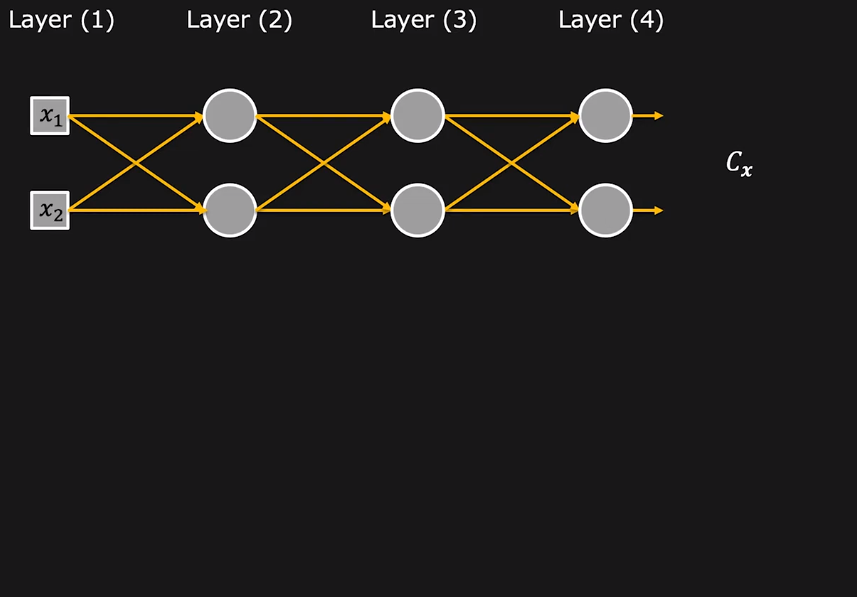 Layer (1) Layer (2) Layer (3) Layer (4)
x₁
Cₓ
x₂